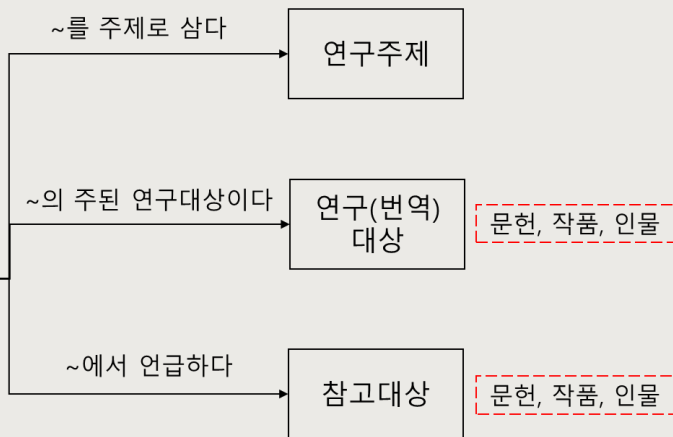 ~를 주제로 삼다
연구주제
~의 주된 연구대상이다
연구(번역)
대상
문헌, 작품, 인물
~에서 언급하다
참고대상
문헌, 작품, 인물